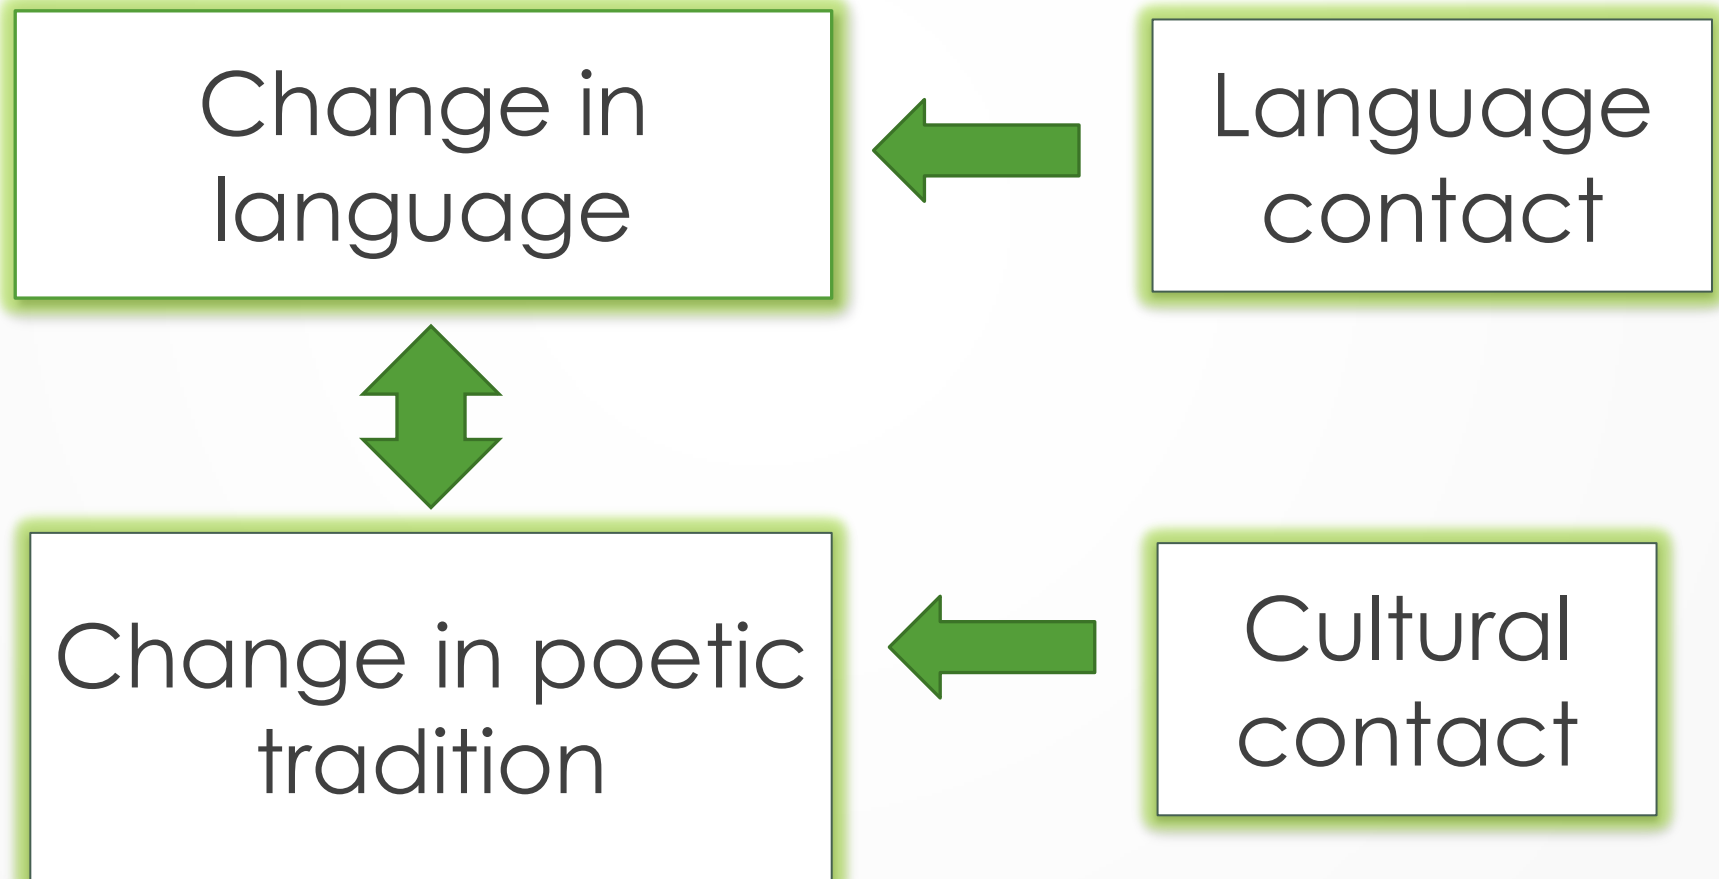 Change in
language
Language
contact
Change in poetic
tradition
Cultural
contact